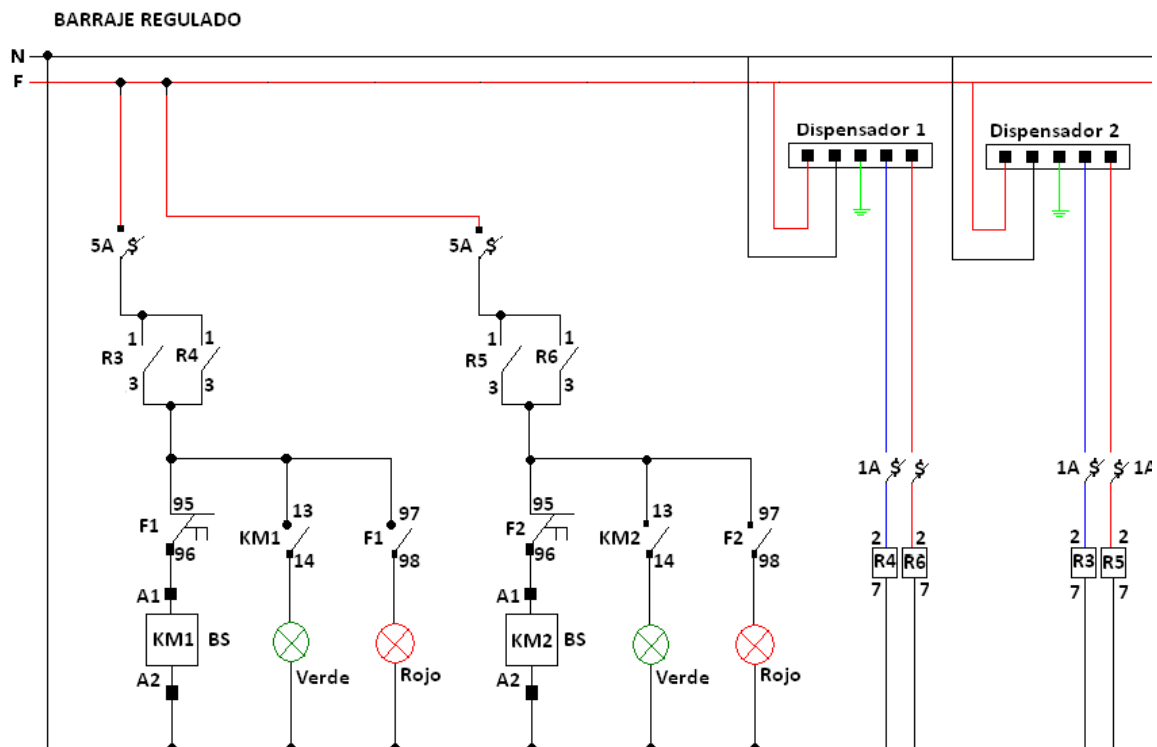 BARRAJE REGULADO
N
F
Dispensador 1
Dispensador 2
5A
5A
1 1
R3 R4
3 3
1 1
R5 R6
3 3
1A
1A 1A
95
F1
96
13
KM1
14
97
F1
98
95
F2
96
13
KM2
14
97
F2
98
2 2
R4 R6
7 7
2 2
R3 R5
7 7
A1
KM1 BS
A2
Verde
Rojo
A1
KM2 BS
A2
Verde
Rojo